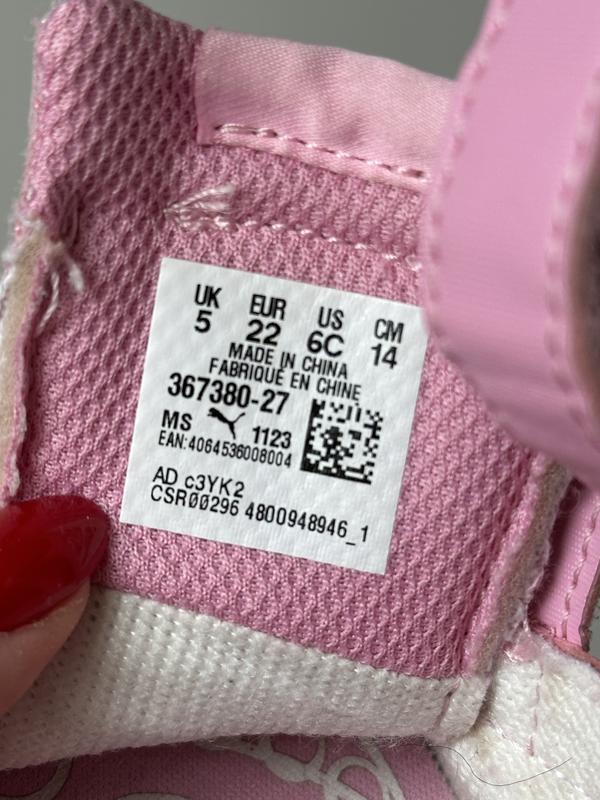 UK EUR US CM
5 22 6C 14
MADE IN CHINA
FABRIQUÉ EN CHINE
367380-27
MS 1123
EAN:4064536008004
AD c3YK2
CSR00296 4800948946_1